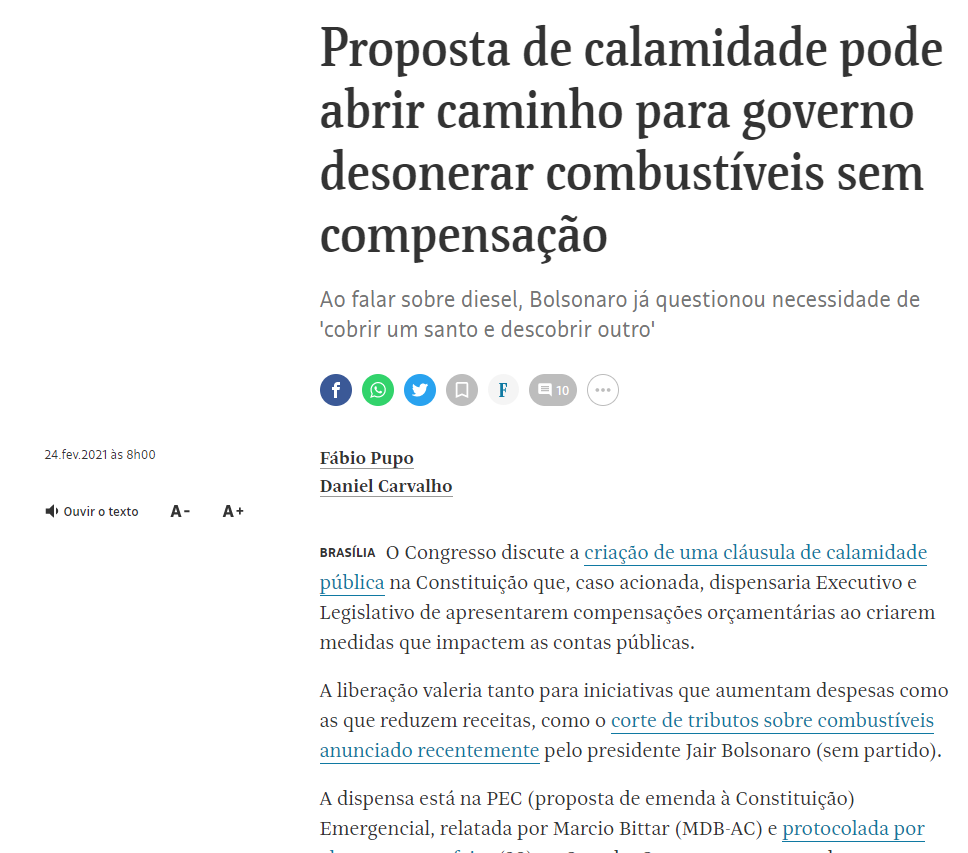 Proposta de calamidade pode
abrir caminho para governo
desonerar combustíveis sem
compensação
Ao falar sobre diesel, Bolsonaro já questionou necessidade de
'cobrir um santo e descobrir outro'
F
10
24.fev.2021 às 8h00
Ouvir o texto A- A+
Fábio Pupo
Daniel Carvalho
BRASÍLIA O Congresso discute a criação de uma cláusula de calamidade
pública na Constituição que, caso acionada, dispensaria Executivo e
Legislativo de apresentarem compensações orçamentárias ao criarem
medidas que impactem as contas públicas.
A liberação valeria tanto para iniciativas que aumentam despesas como
as que reduzem receitas, como o corte de tributos sobre combustíveis
anunciado recentemente pelo presidente Jair Bolsonaro (sem partido).
A dispensa está na PEC (proposta de emenda à Constituição)
Emergencial, relatada por Marcio Bittar (MDB-AC) e protocolada por